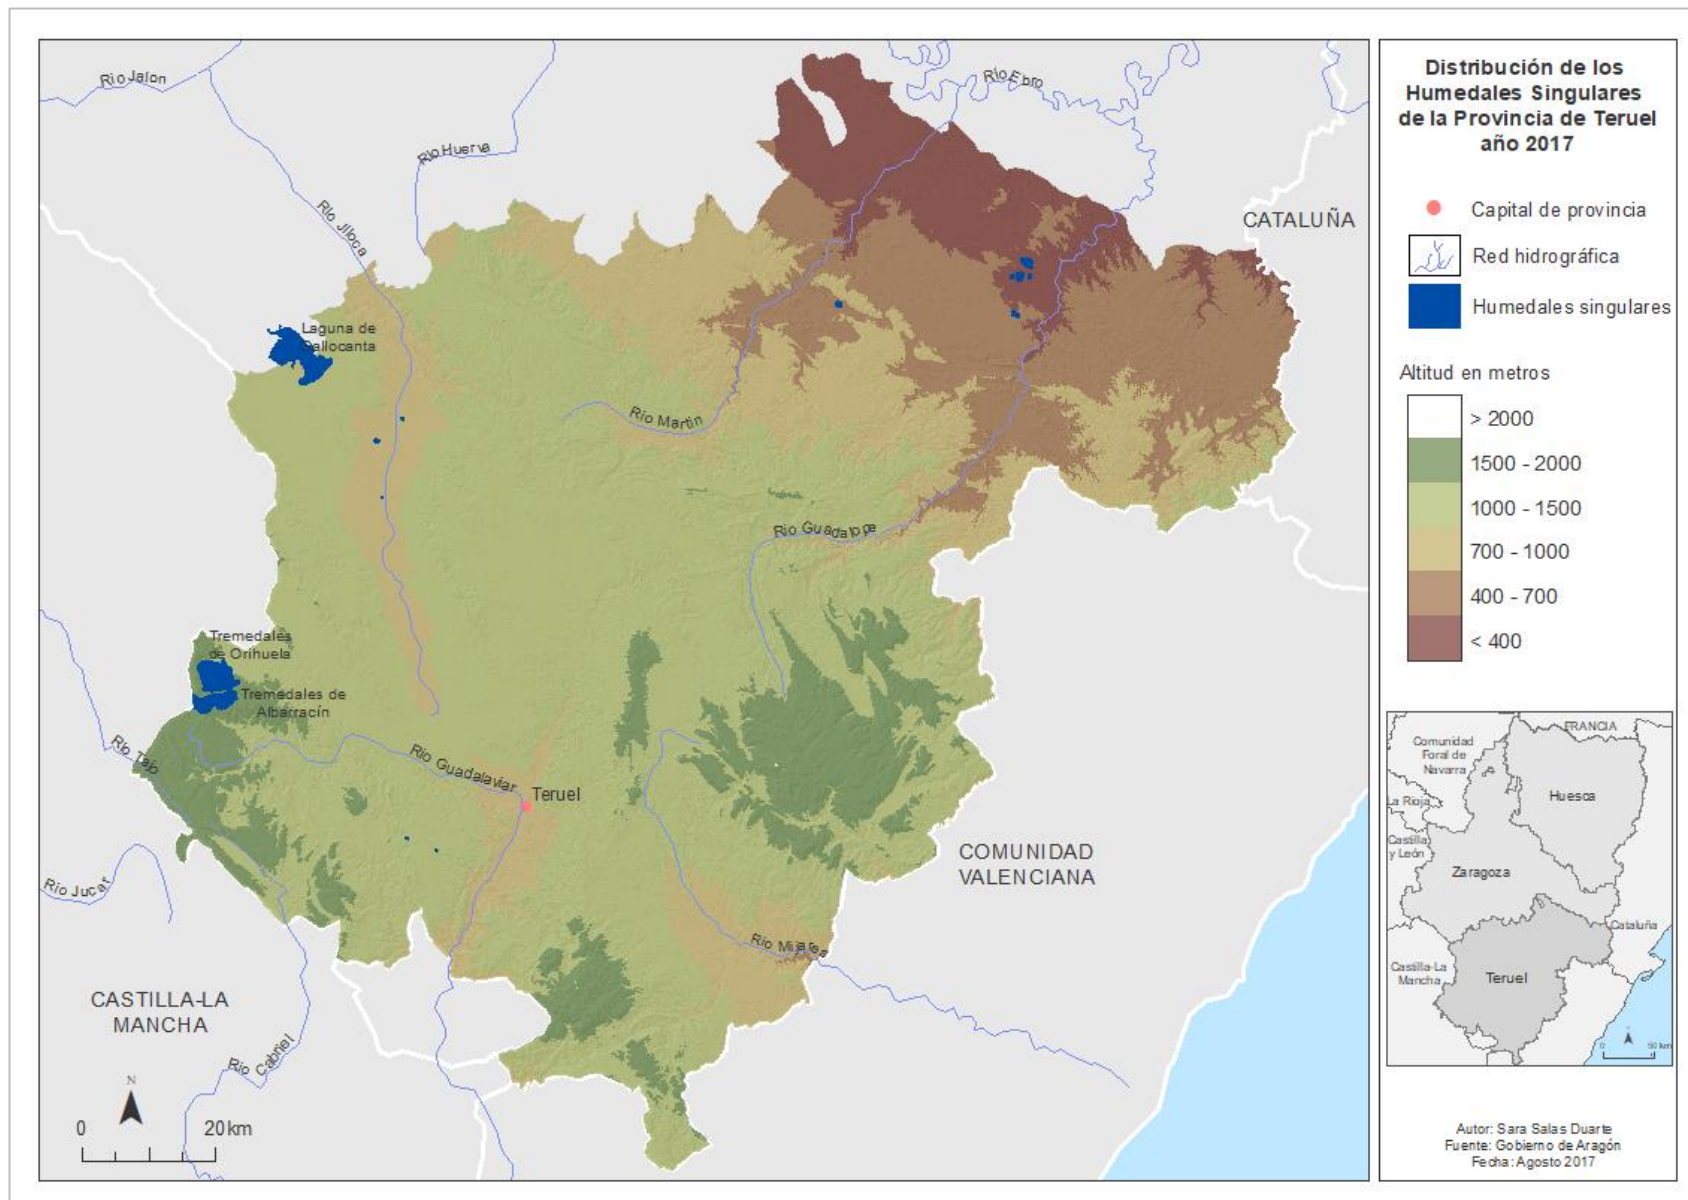 Distribución de los
Humedales Singulares
de la Provincia de Teruel
año 2017
Capital de provincia
Red hidrográfica
Humedales singulares
Altitud en metros
> 2000
1500 - 2000
1000 - 1500
700 - 1000
400 - 700
< 400
Río Jalon
Río Ebro
Río Huerva
Río Jiloca
CATALUÑA
Laguna de
Gallocanta
Río Martin
Río Guadalope
Tremedales
de Orihuela
Tremedales de
Albarracín
Río Tajo
Río Guadalaviar
Teruel
COMUNIDAD
VALENCIANA
Río Jucar
Río Mijares
CASTILLA-LA
MANCHA
Río Cabriel
N
0 20 km
FRANCIA
Comunidad
Foral de
Navarra
Huesca
La Rioja
Castilla
y León
Zaragoza
Cataluña
Castilla-La
Mancha
Teruel
0 50 km
Autor: Sara Salas Duarte
Fuente: Gobierno de Aragón
Fecha: Agosto 2017